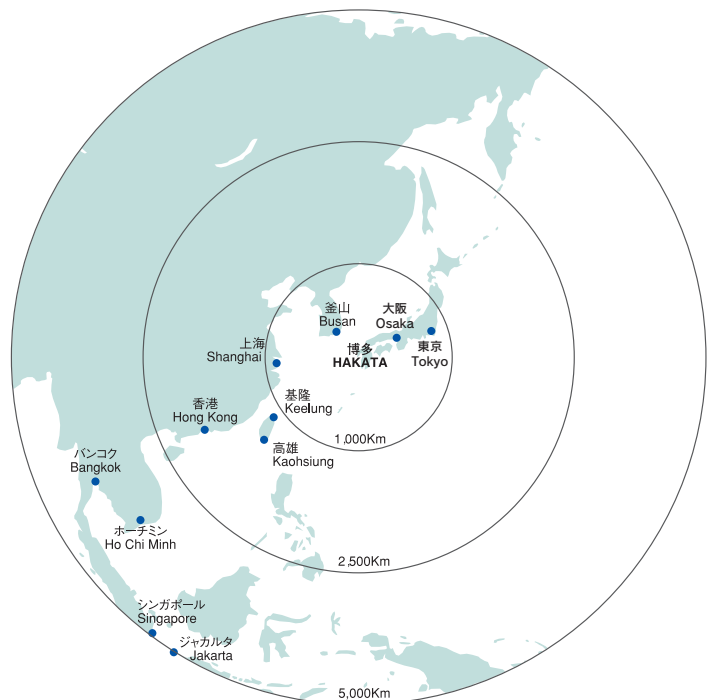 釜山
Busan
大阪
Osaka
博多
HAKATA
東京
Tokyo
上海
Shanghai
基隆
Keelung
香港
Hong Kong
1,000Km
高雄
Kaohsiung
バンコク
Bangkok
ホーチミン
Ho Chi Minh
2,500Km
シンガポール
Singapore
ジャカルタ
Jakarta
5,000Km